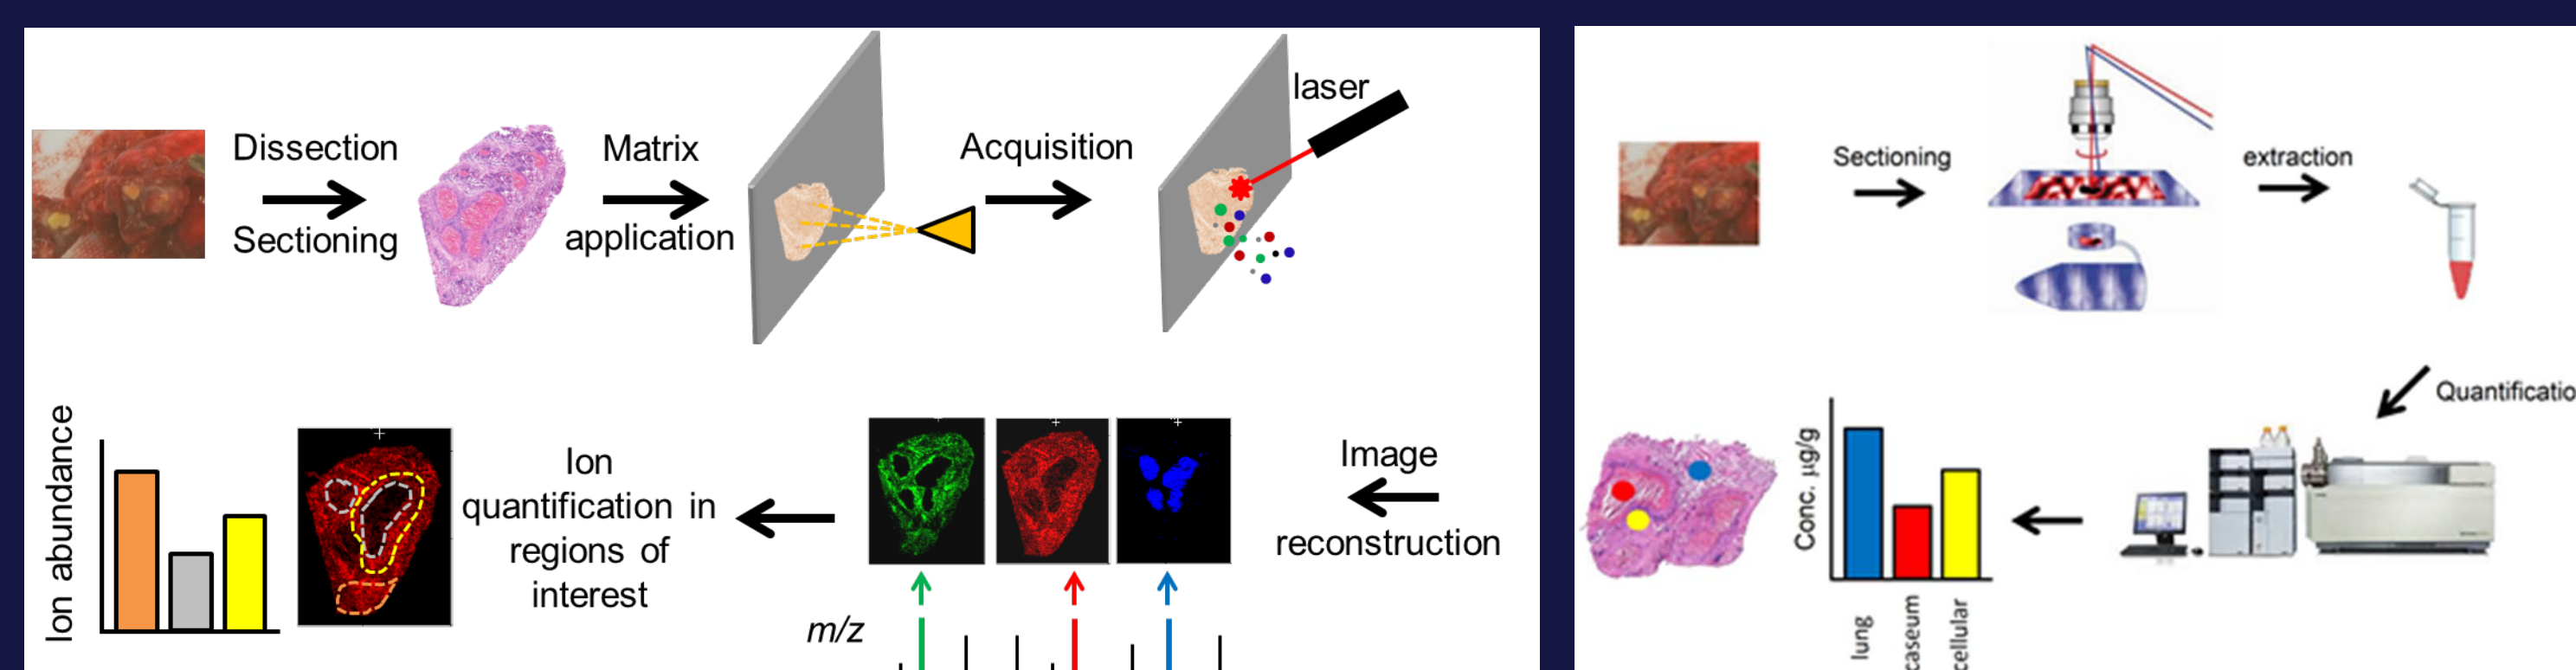 Dissection
Sectioning
Matrix
application
Acquisition
laser
Image
reconstruction
m/z
Ion
quantification in
regions of
interest
Ion abundance
Sectioning
extraction
Quantificatio
Conc. µg/g
lung
caseum
cellular